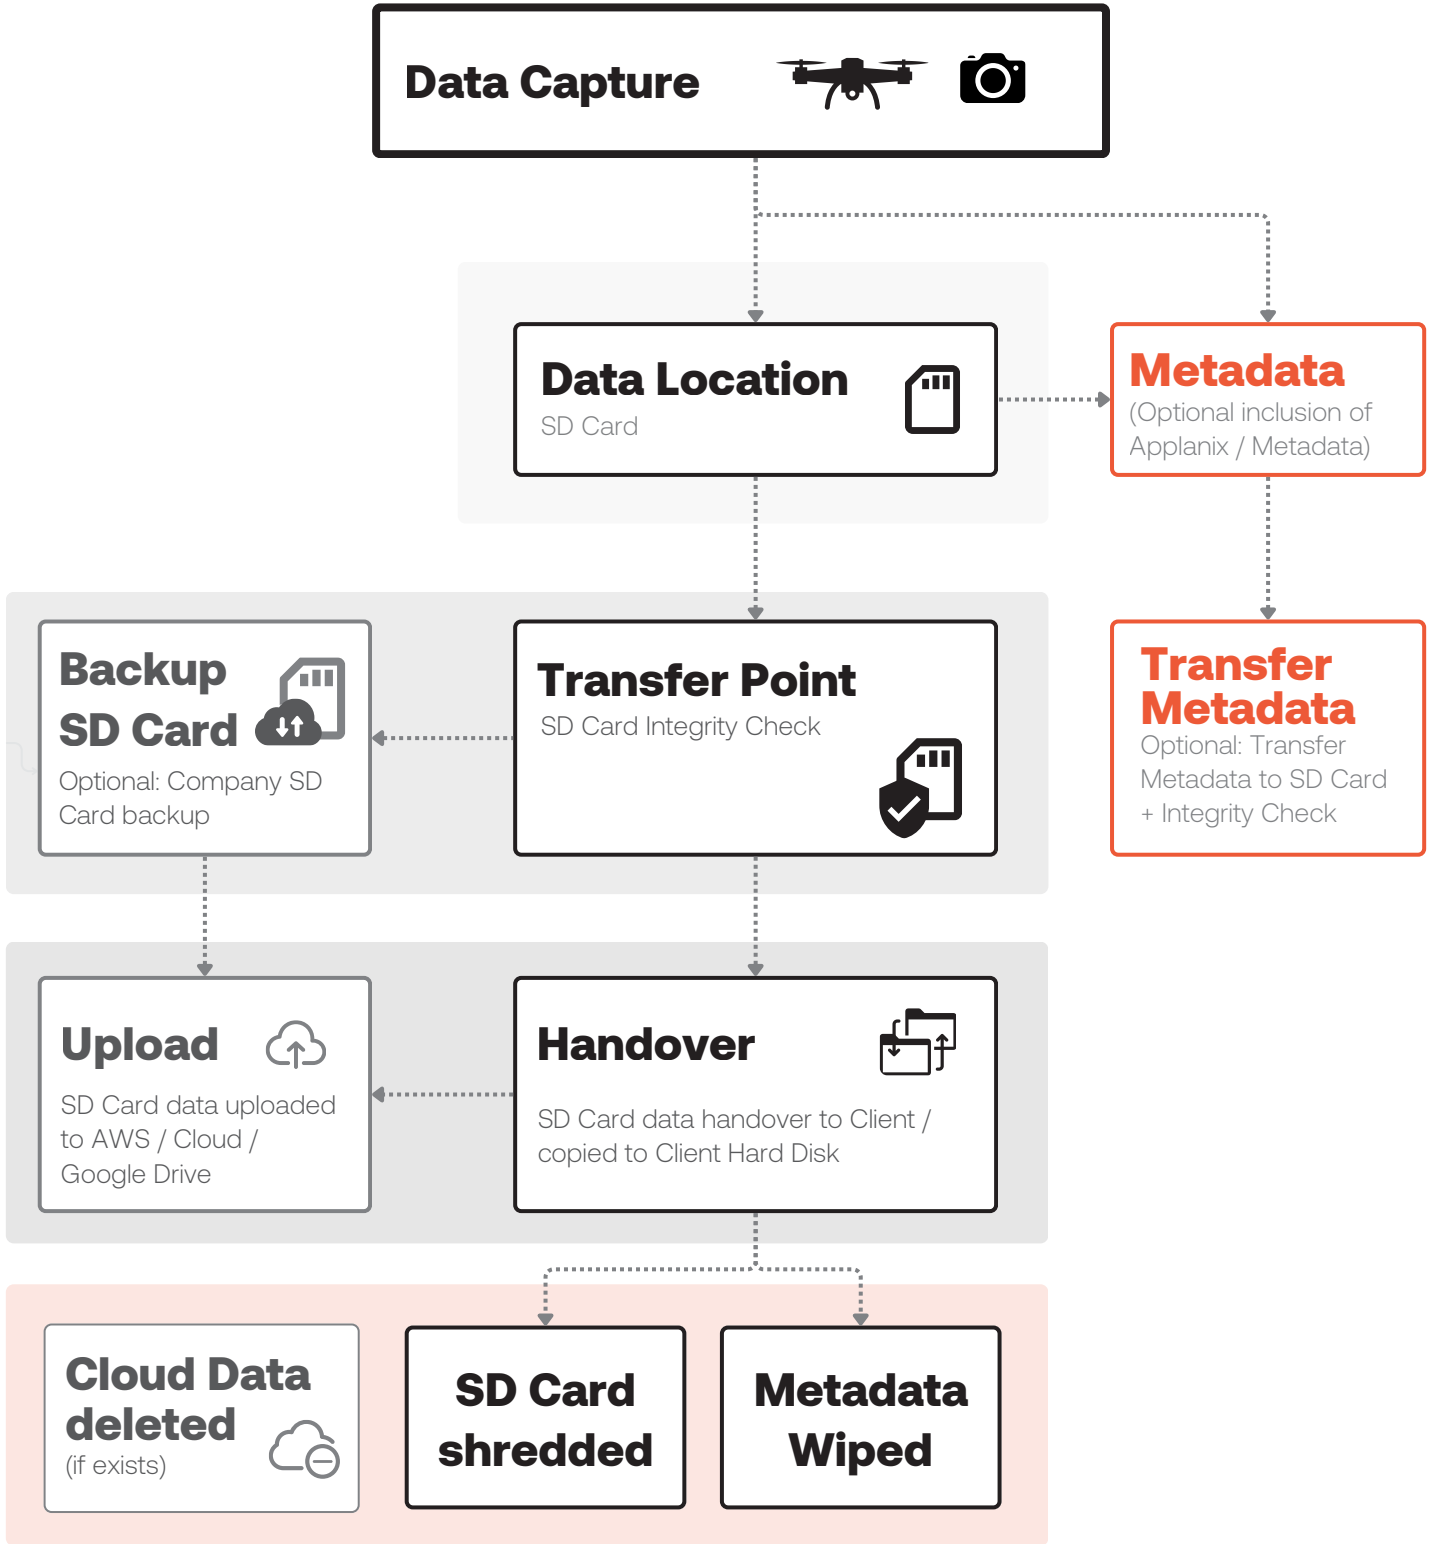 Data Capture
Data Location
SD Card
Metadata
(Optional inclusion of
Applanix / Metadata)
Backup
SD Card
Optional: Company SD
Card backup
Transfer Point
SD Card Integrity Check
Transfer
Metadata
Optional: Transfer
Metadata to SD Card
+ Integrity Check
Upload
SD Card data uploaded
to AWS / Cloud /
Google Drive
Handover
SD Card data handover to Client /
copied to Client Hard Disk
Cloud Data
deleted
(if exists)
SD Card
shredded
Metadata
Wiped